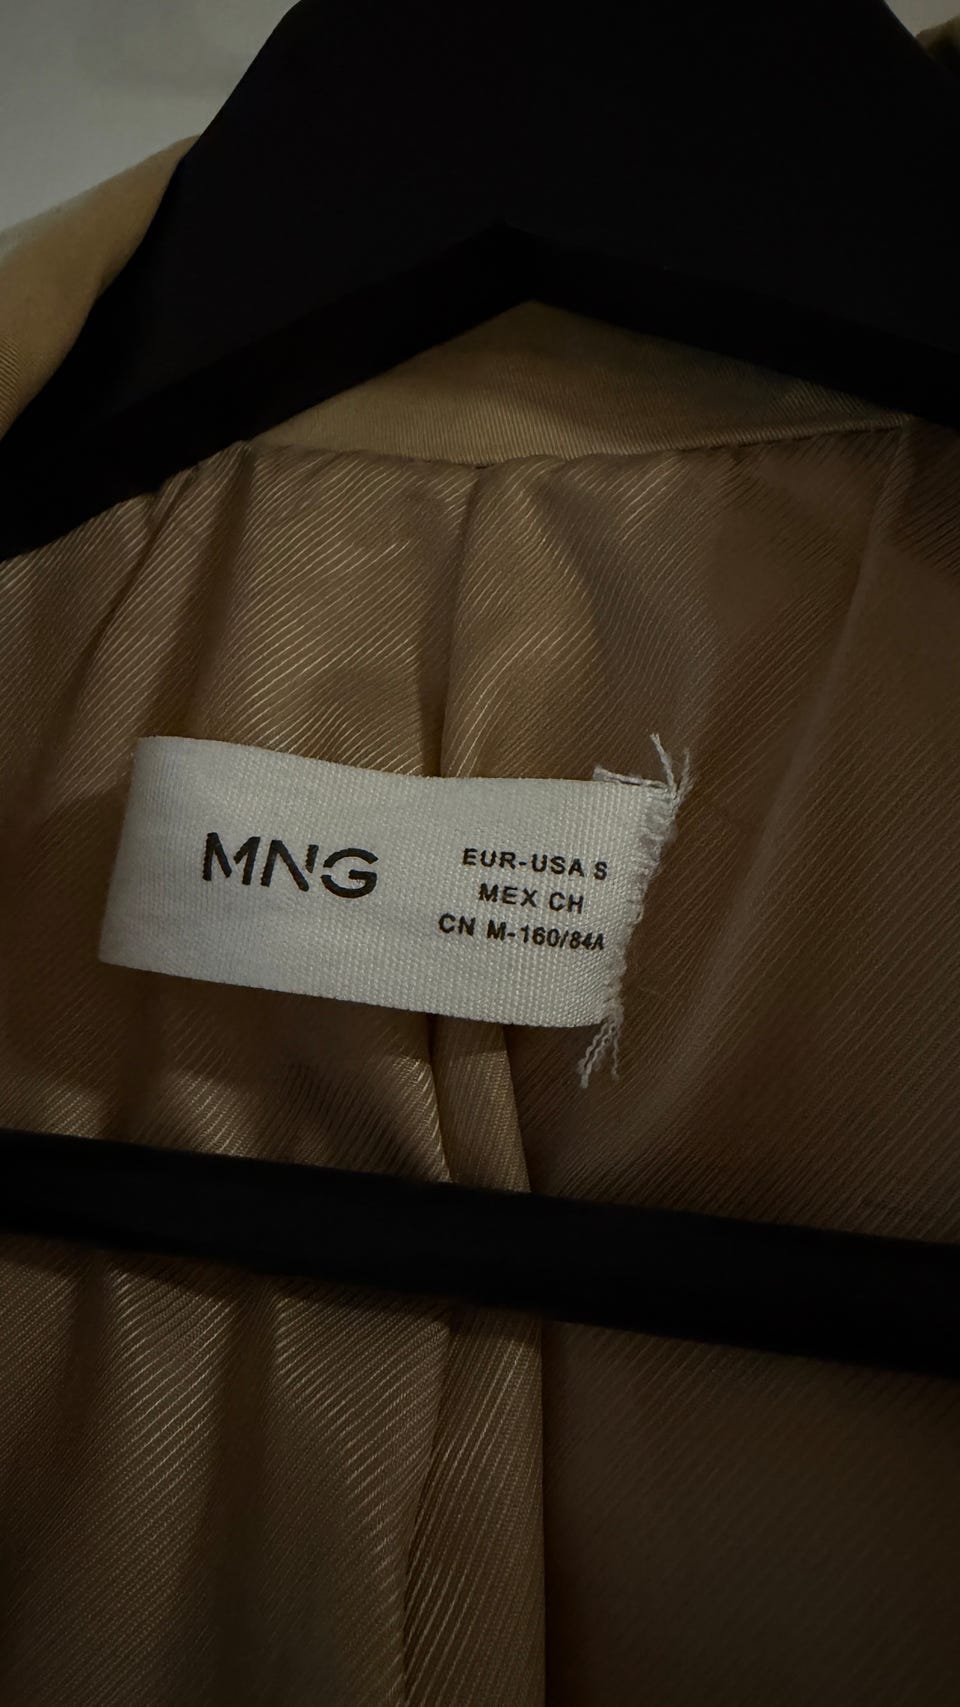 MNG
EUR-USA S
MEX CH
CN M-160/84A